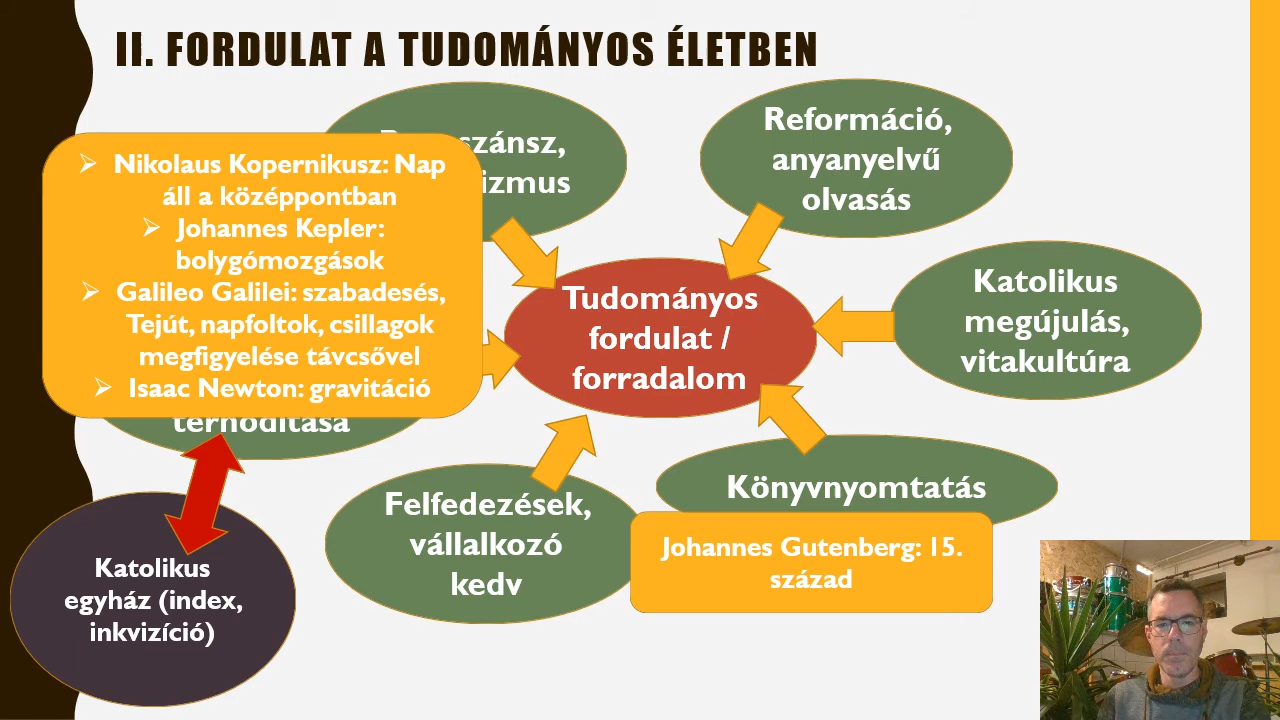 II. FORDULAT A TUDOMÁNYOS ÉLETBEN
Reformáció,
anyanyelvű
olvasás
➢ Nikolaus Kopernikusz: Nap
áll a középpontban
➢ Johannes Kepler:
bolygómozgások
➢ Galileo Galilei: szabadesés,
Tejút, napfoltok, csillagok
megfigyelése távcsővel
➢ Isaac Newton: gravitáció
térhódítása
Tudományos
fordulat /
forradalom
Katolikus
megújulás,
vitakultúra
Könyvnyomtatás
Johannes Gutenberg: 15.
század
Felfedezések,
vállalkozó
kedv
Katolikus
egyház (index,
inkvizíció)